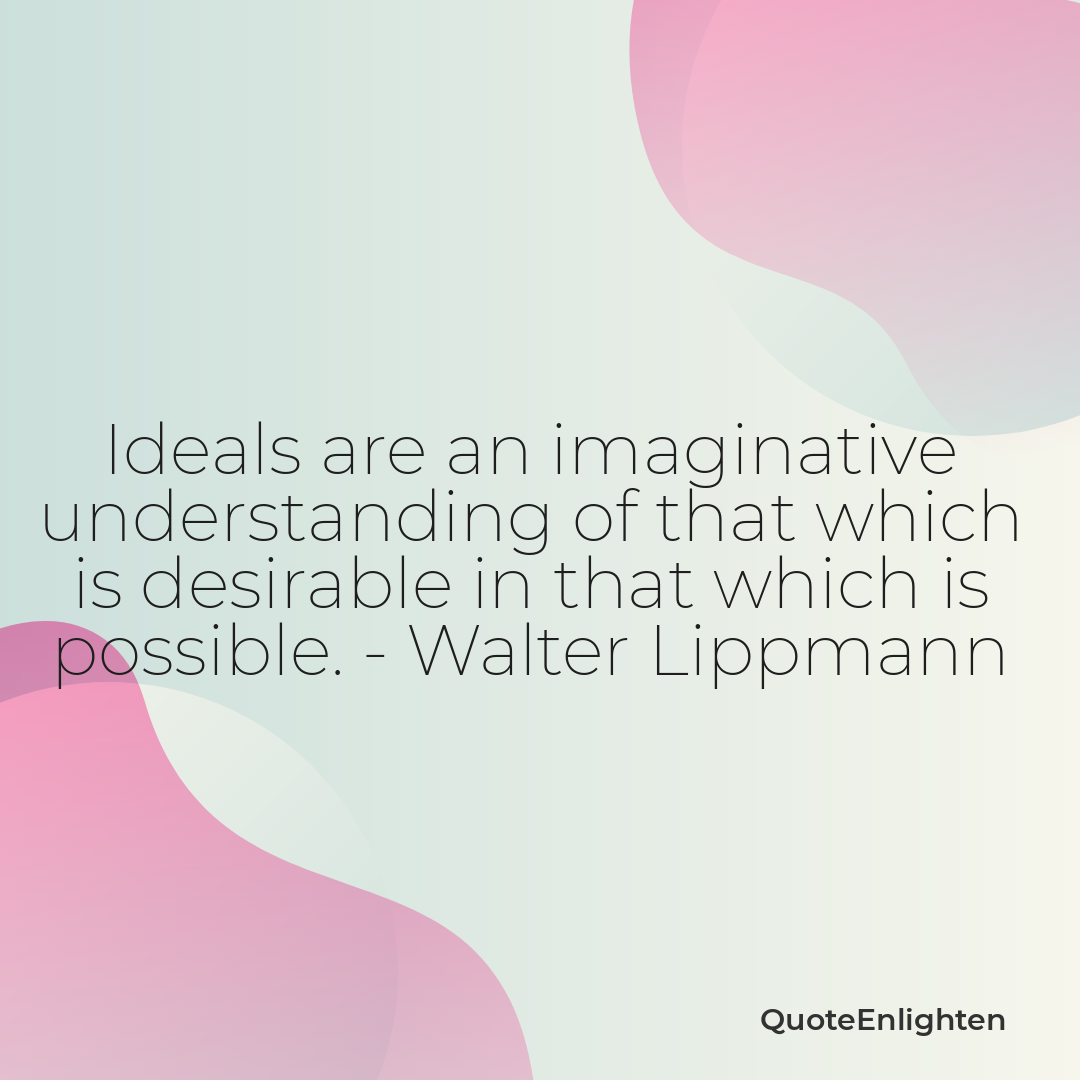 Ideals are an imaginative
understanding of that which
is desirable in that which is
possible. - Walter Lippmann
QuoteEnlighten